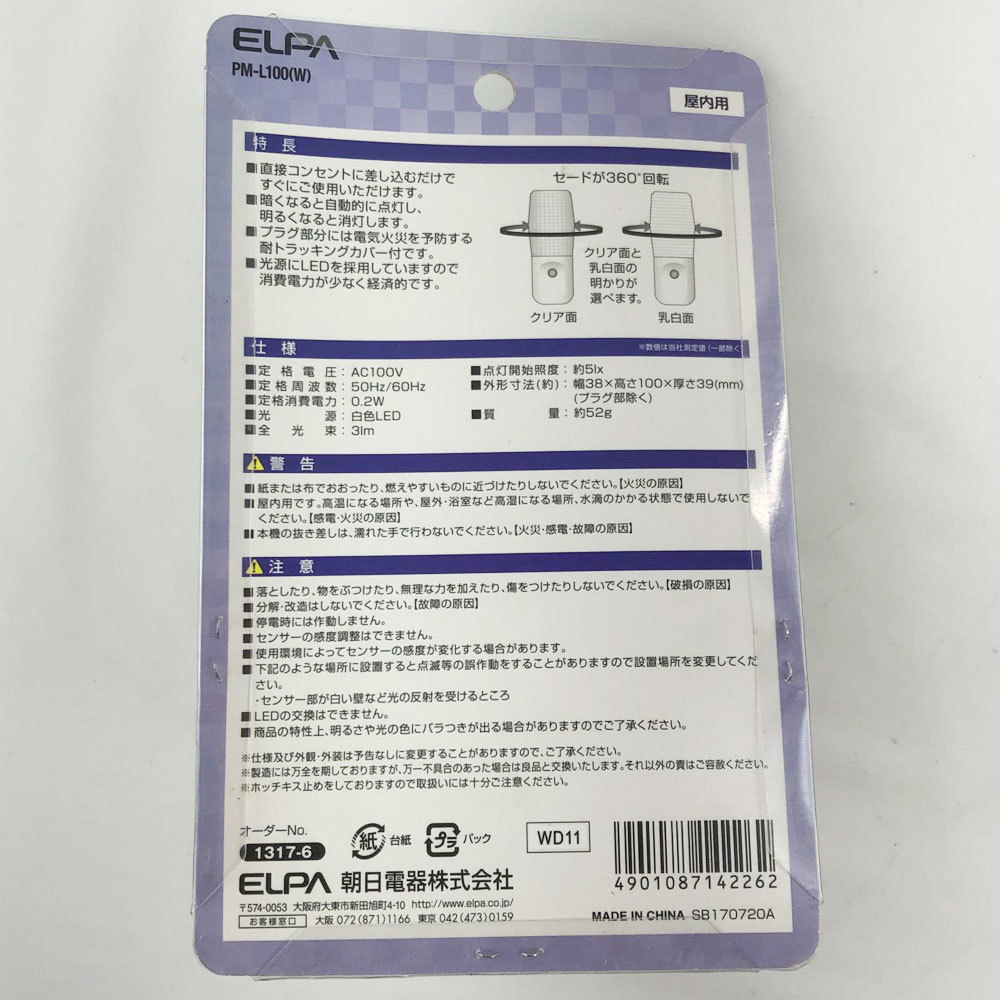 ELPA
PM-L100(W)
屋内用
特長
■直接コンセントに差し込むだけで
すぐにご使用いただけます。
■暗くなると自動的に点灯し、
明るくなると消灯します。
■プラグ部分には電気火災を予防する
耐トラッキングカバー付です。
■光源にLEDを採用していますので
消費電力が少なく経済的です。
セードが360°回転
クリア面と
乳白面の
明かりが
選べます。
クリア面
乳白面
仕様
※数値は当社測定値(一部除く)
■定格電圧:AC100V
■定格周波数:50Hz/60Hz
■定格消費電力:0.2W
■光源:白色LED
■全光束:3lm
■点灯開始照度:約5lx
■外形寸法(約):幅38×高さ100×厚さ39(mm)
(プラグ部除く)
■質量:約52g
警告
■紙または布でおおったり、燃えやすいものに近づけたりしないでください。【火災の原因】
■屋内用です。高温になる場所や、屋外・浴室など高湿になる場所、水滴のかかる状態で使用しないで
ください。【感電・火災の原因】
■本機の抜き差しは、濡れた手で行わないでください。【火災・感電・故障の原因】
注意
■落としたり、物をぶつけたり、無理な力を加えたり、傷をつけたりしないでください。【破損の原因】
■分解・改造はしないでください。【故障の原因】
■停電時には作動しません。
■センサーの感度調整はできません。
■使用環境によってセンサーの感度が変化する場合があります。
■下記のような場所に設置すると点滅等の誤作動をすることがありますので設置場所を変更してくだ
さい。
・センサー部が白い壁など光の反射を受けるところ
■LEDの交換はできません。
■商品の特性上、明るさや光の色にバラつきが出る場合がありますのでご了承ください。
※仕様及び外観・外装は予告なしに変更することがありますので、ご了承ください。
※製造には万全を期しておりますが、万一不具合のあった場合は良品と交換いたします。それ以外の責はご容赦ください。
※ホッチキス止めをしておりますので取扱いには十分ご注意ください。
オーダーNo.
1317-6
紙 台紙
プラ パック
WD11
4901087142262
ELPA 朝日電器株式会社
〒574-0053 大阪府大東市新田旭町4-10 http://www.elpa.co.jp/
お客様窓口 大阪 072(871)1166 東京 042(473)0159
MADE IN CHINA SB170720A